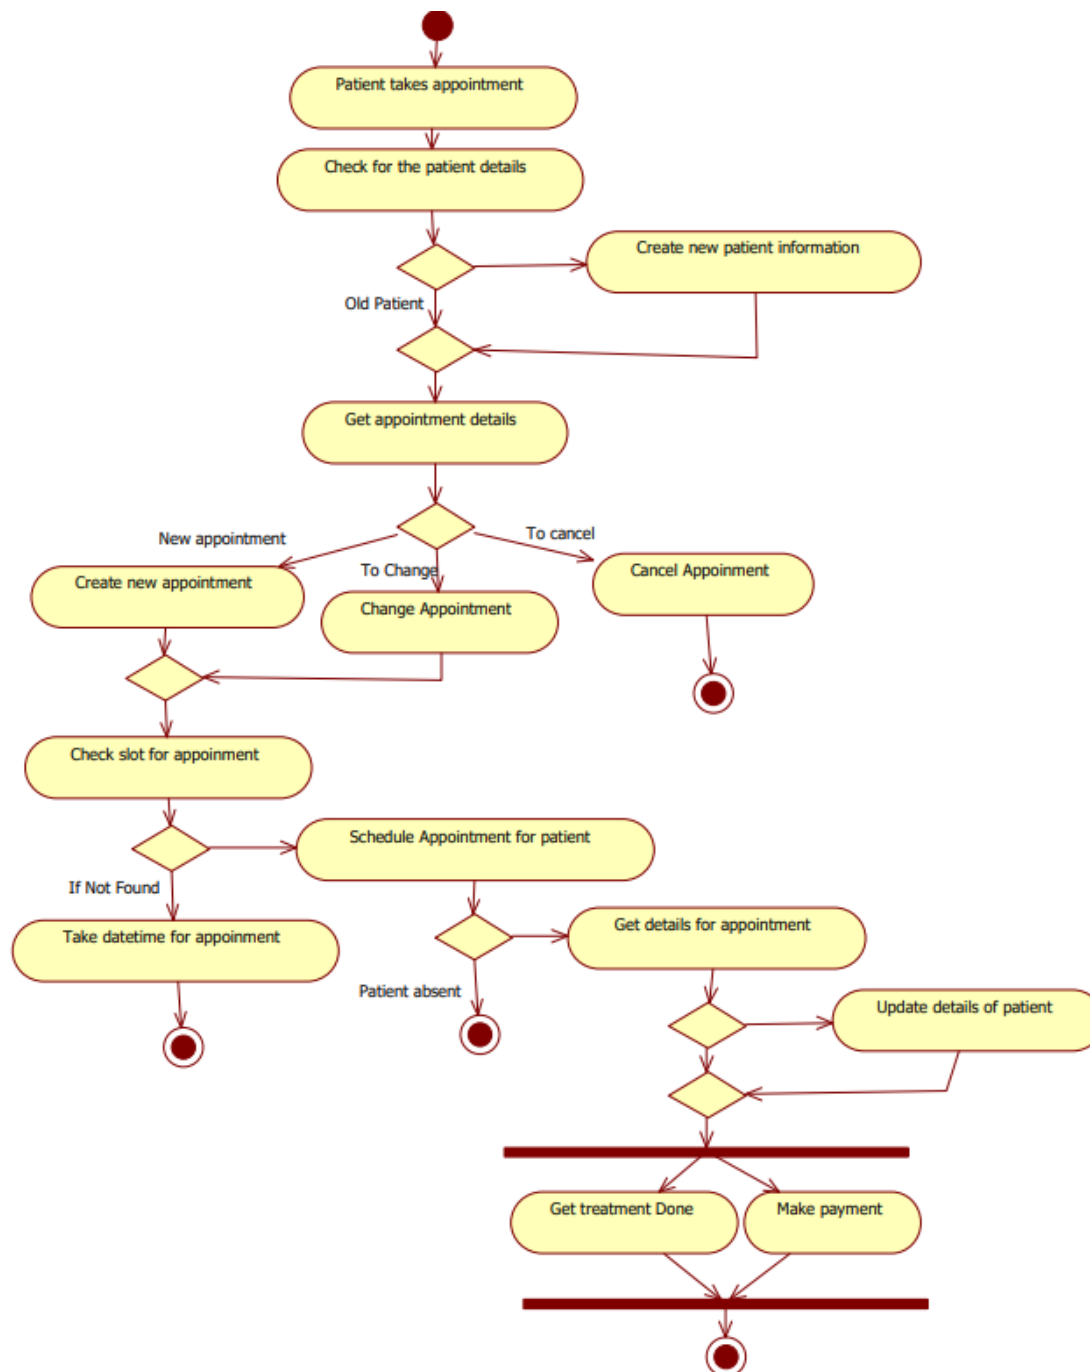 Patient takes appointment
Check for the patient details
Create new patient information
Old Patient
Get appointment details
New appointment
To cancel
To Change
Create new appointment
Change Appointment
Cancel Appoinment
Check slot for appoinment
Schedule Appointment for patient
If Not Found
Take datetime for appoinment
Get details for appointment
Patient absent
Update details of patient
Get treatment Done
Make payment